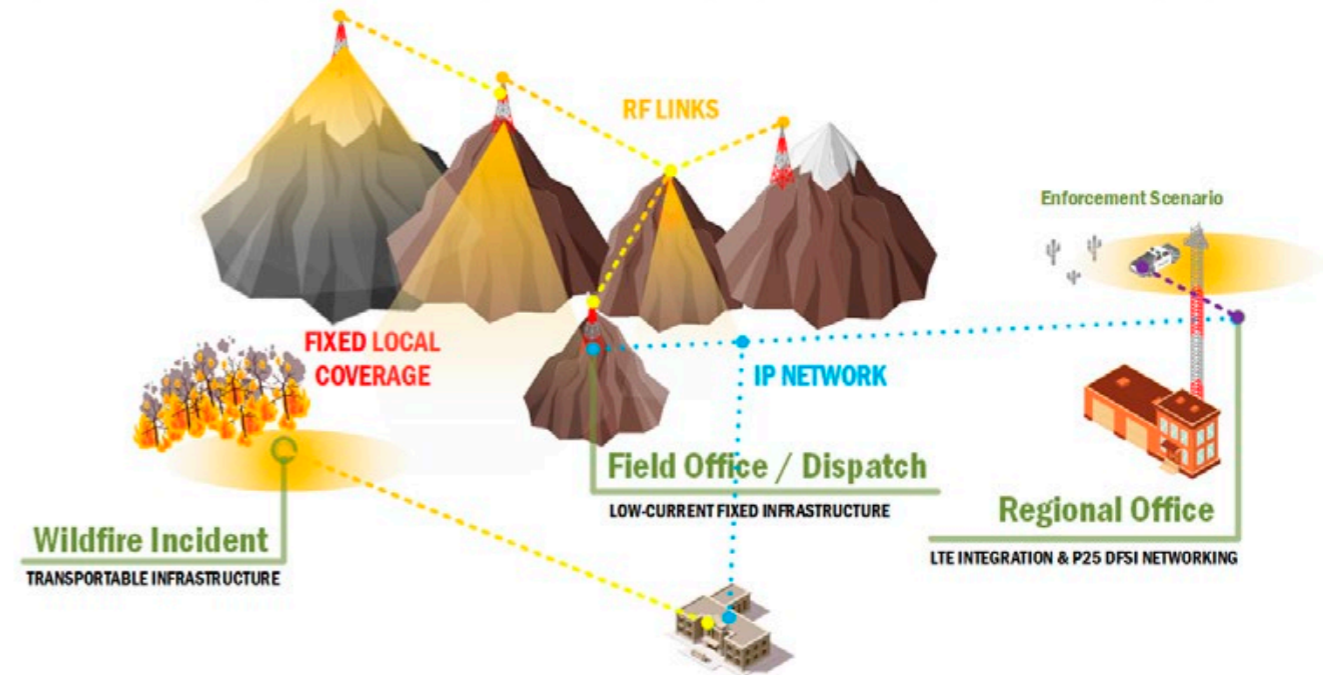 RF LINKS
Enforcement Scenario
FIXED LOCAL
COVERAGE
IP NETWORK
Field Office / Dispatch
LOW-CURRENT FIXED INFRASTRUCTURE
Regional Office
LTE INTEGRATION & P25 DFSI NETWORKING
Wildfire Incident
TRANSPORTABLE INFRASTRUCTURE